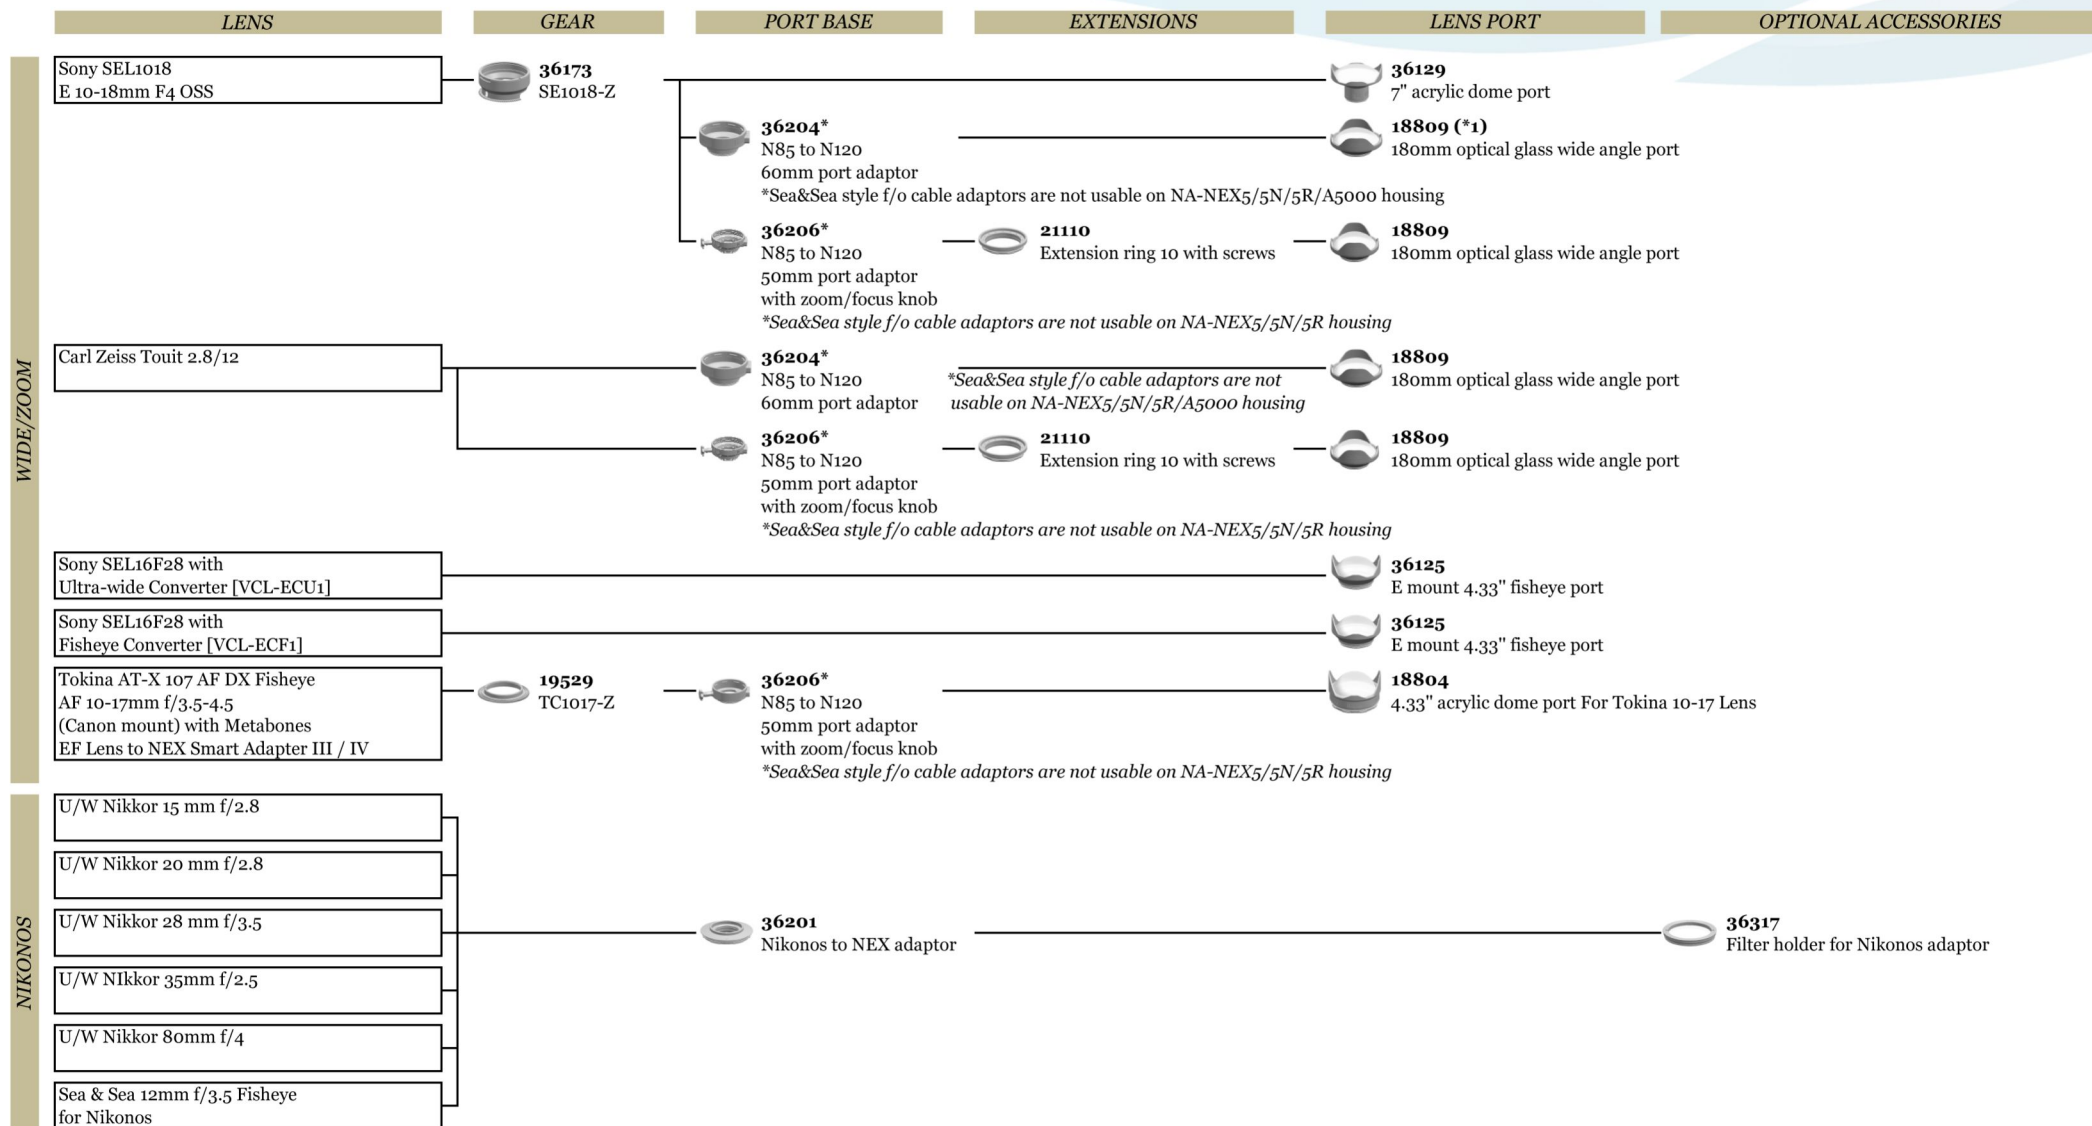 LENS GEAR PORT BASE EXTENSIONS LENS PORT OPTIONAL ACCESSORIES
WIDE/ZOOM
Sony SEL1018
E 10-18mm F4 OSS
36173
SE1018-Z
36129
7" acrylic dome port
36204*
N85 to N120
60mm port adaptor
*Sea&Sea style f/o cable adaptors are not usable on NA-NEX5/5N/5R/A5000 housing
18809 (*1)
180mm optical glass wide angle port
36206*
N85 to N120
50mm port adaptor
with zoom/focus knob
*Sea&Sea style f/o cable adaptors are not usable on NA-NEX5/5N/5R housing
21110
Extension ring 10 with screws
18809
180mm optical glass wide angle port
Carl Zeiss Touit 2.8/12
36204*
N85 to N120
60mm port adaptor
*Sea&Sea style f/o cable adaptors are not
usable on NA-NEX5/5N/5R/A5000 housing
18809
180mm optical glass wide angle port
36206*
N85 to N120
50mm port adaptor
with zoom/focus knob
*Sea&Sea style f/o cable adaptors are not usable on NA-NEX5/5N/5R housing
21110
Extension ring 10 with screws
18809
180mm optical glass wide angle port
Sony SEL16F28 with
Ultra-wide Converter [VCL-ECU1]
36125
E mount 4.33" fisheye port
Sony SEL16F28 with
Fisheye Converter [VCL-ECF1]
36125
E mount 4.33" fisheye port
Tokina AT-X 107 AF DX Fisheye
AF 10-17mm f/3.5-4.5
(Canon mount) with Metabones
EF Lens to NEX Smart Adapter III / IV
19529
TC1017-Z
36206*
N85 to N120
50mm port adaptor
with zoom/focus knob
*Sea&Sea style f/o cable adaptors are not usable on NA-NEX5/5N/5R housing
18804
4.33" acrylic dome port For Tokina 10-17 Lens
NIKONOS
U/W Nikkor 15 mm f/2.8
U/W Nikkor 20 mm f/2.8
U/W Nikkor 28 mm f/3.5
U/W NIkkor 35mm f/2.5
U/W Nikkor 80mm f/4
Sea & Sea 12mm f/3.5 Fisheye
for Nikonos
36201
Nikonos to NEX adaptor
36317
Filter holder for Nikonos adaptor